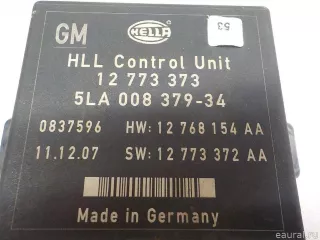 GM HELLA 53
HLL Control Unit
12 773 373
5LA 008 379-34
0837596 HW: 12 768 154 AA
11.12.07 SW: 12 773 372 AA
Made in Germany
eaural.ru